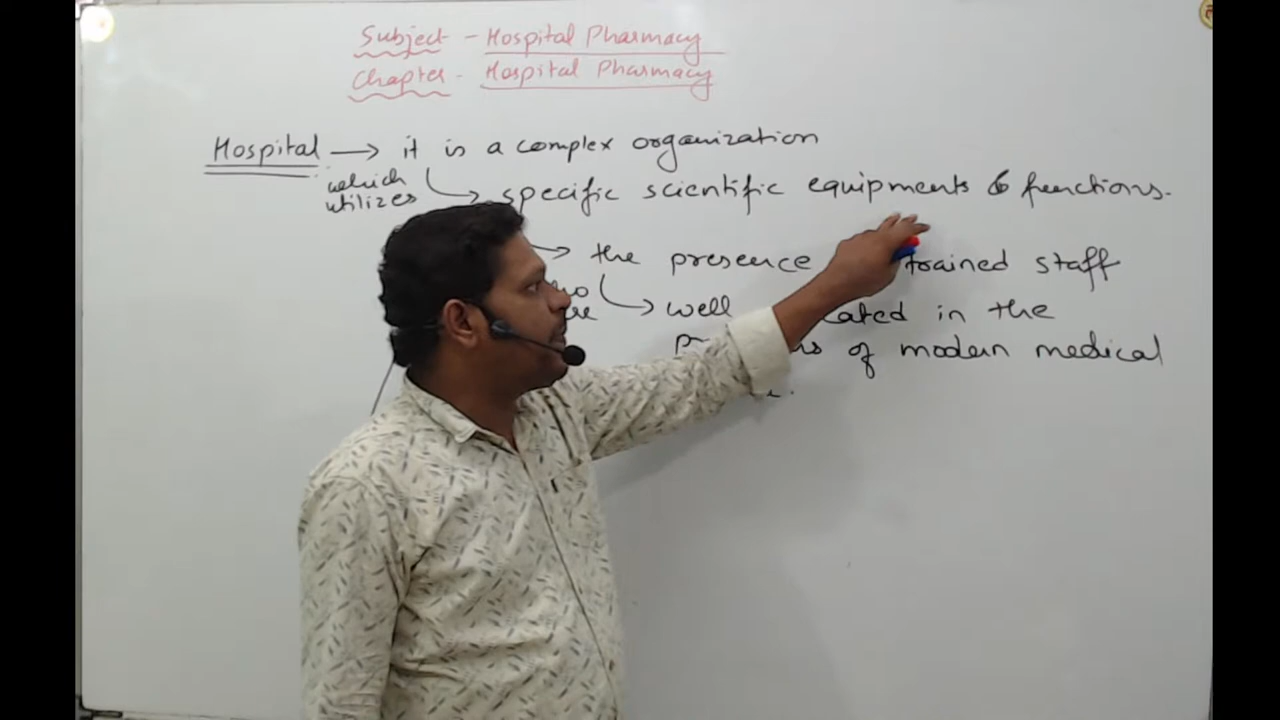 Subject - Hospital Pharmacy
Chapter - Hospital Pharmacy
Hospital → it is a complex organization
which utilizes → specific scientific equipments & functions.
→ the presence trained staff
→ well in the
of modern medical